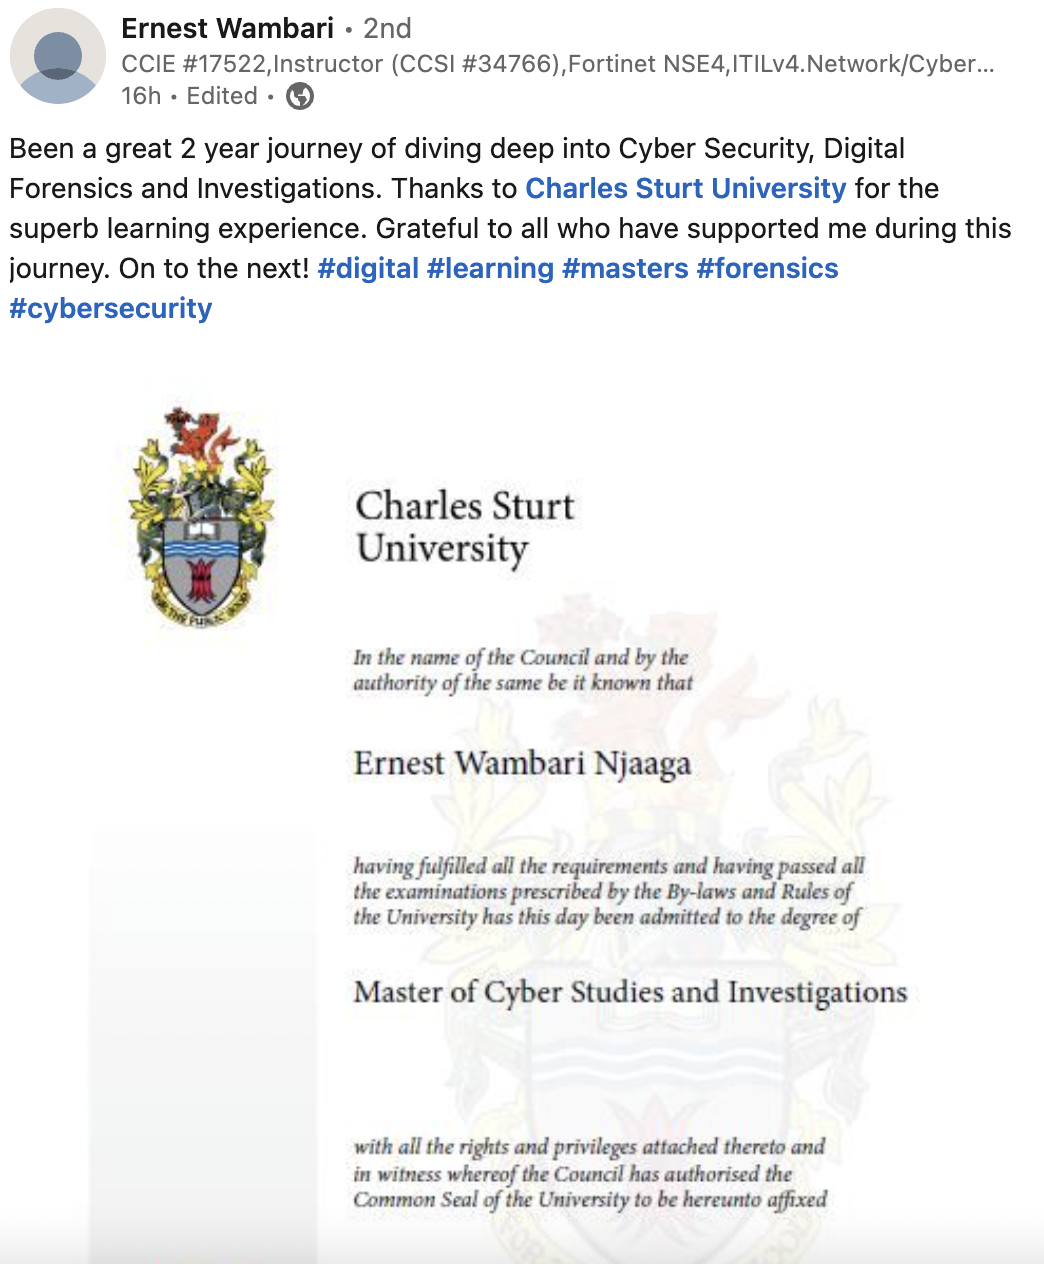 Ernest Wambari • 2nd
CCIE #17522,Instructor (CCSI #34766),Fortinet NSE4,ITILv4.Network/Cyber...
16h • Edited •
Been a great 2 year journey of diving deep into Cyber Security, Digital
Forensics and Investigations. Thanks to Charles Sturt University for the
superb learning experience. Grateful to all who have supported me during this
journey. On to the next! #digital #learning #masters #forensics
#cybersecurity
Charles Sturt
University
FOR THE PUBLIC GOOD
In the name of the Council and by the
authority of the same be it known that
Ernest Wambari Njaaga
having fulfilled all the requirements and having passed all
the examinations prescribed by the By-laws and Rules of
the University has this day been admitted to the degree of
Master of Cyber Studies and Investigations
with all the rights and privileges attached thereto and
in witness whereof the Council has authorised the
Common Seal of the University to be hereunto affixed